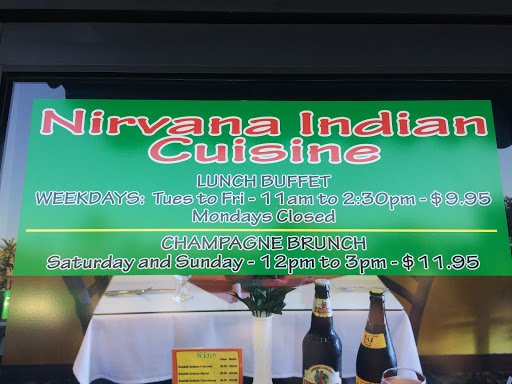 Nirvana Indian
Cuisine
LUNCH BUFFET
WEEKDAYS: Tues to Fri - 11am to 2:30pm - $9.95
Mondays Closed
CHAMPAGNE BRUNCH
Saturday and Sunday - 12pm to 3pm - $11.95
Wine